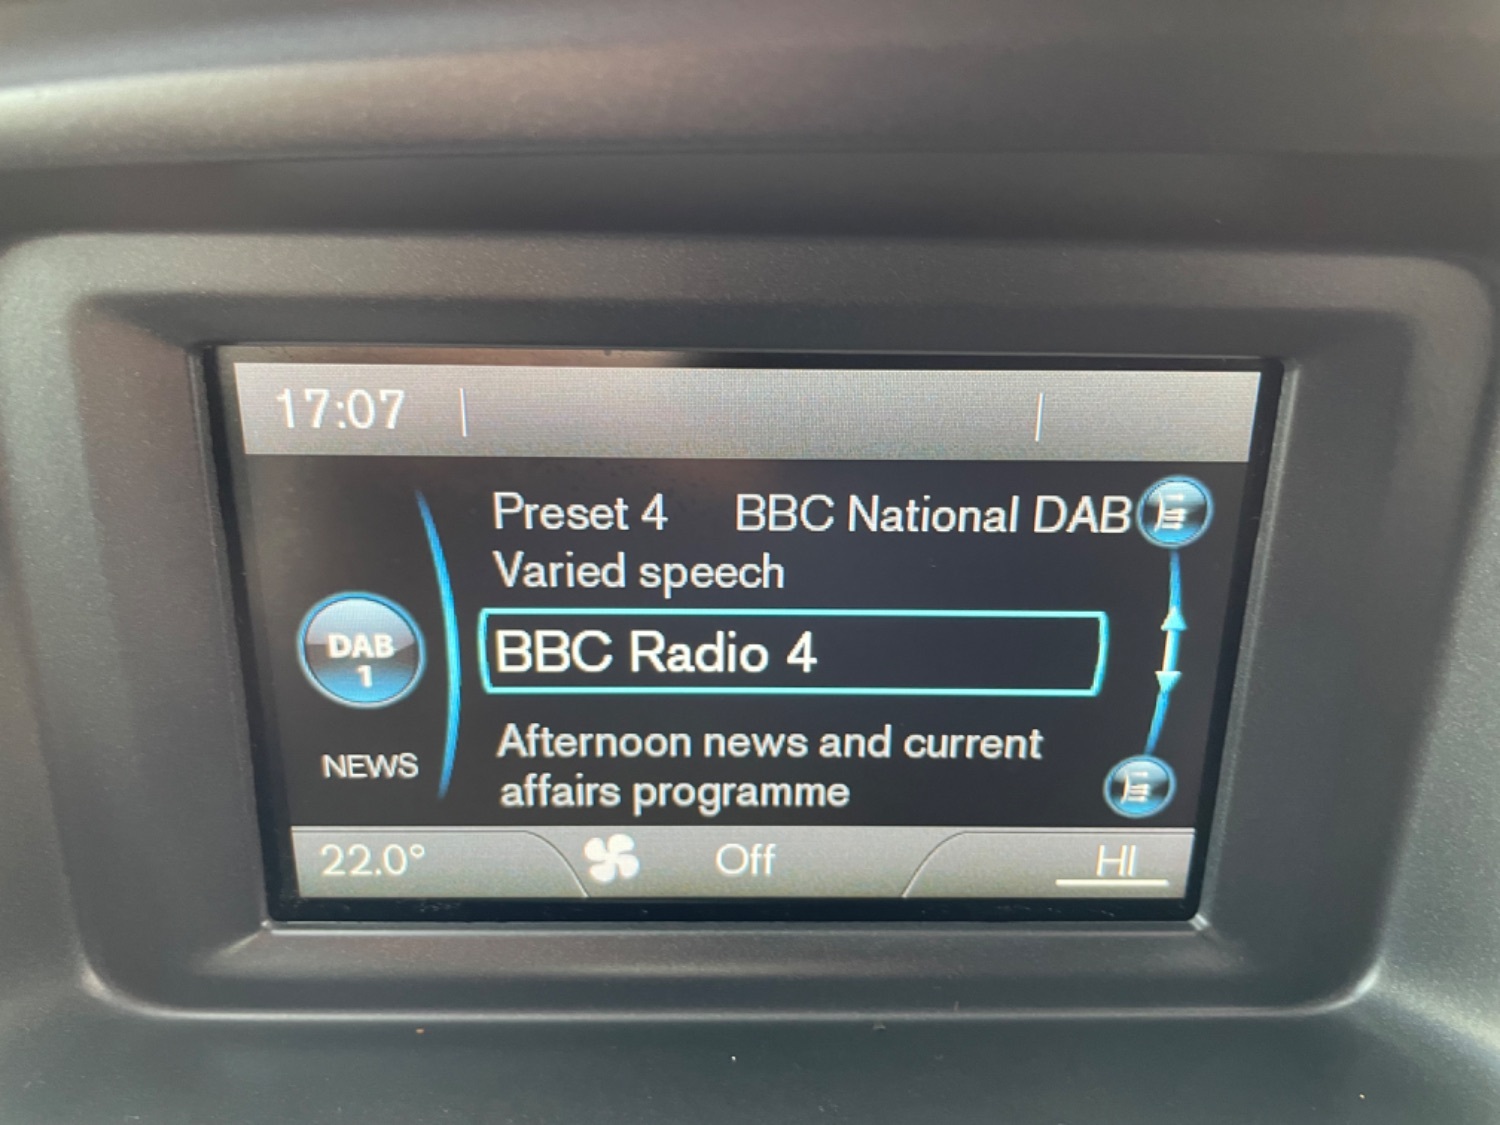 17:07
Preset 4 BBC National DAB
Varied speech
DAB
1
BBC Radio 4
NEWS
Afternoon news and current
affairs programme
22.0° Off HI